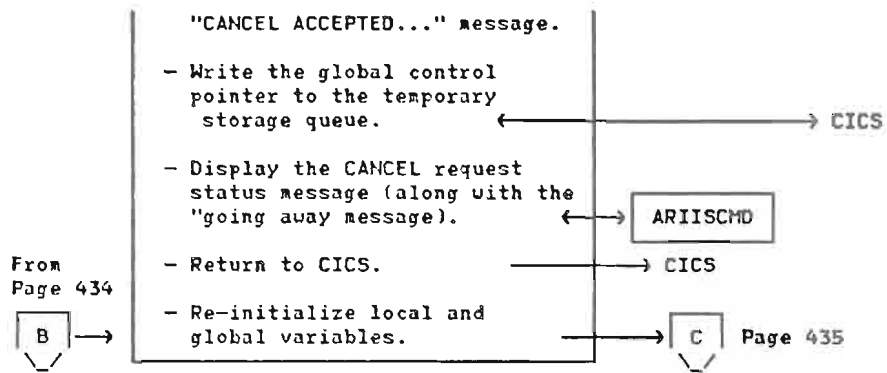 "CANCEL ACCEPTED..." message.
- Write the global control
pointer to the temporary
storage queue.
CICS
- Display the CANCEL request
status message (along with the
"going away message).
ARIISCMD
From
Page 434
- Return to CICS.
CICS
B
- Re-initialize local and
global variables.
C Page 435